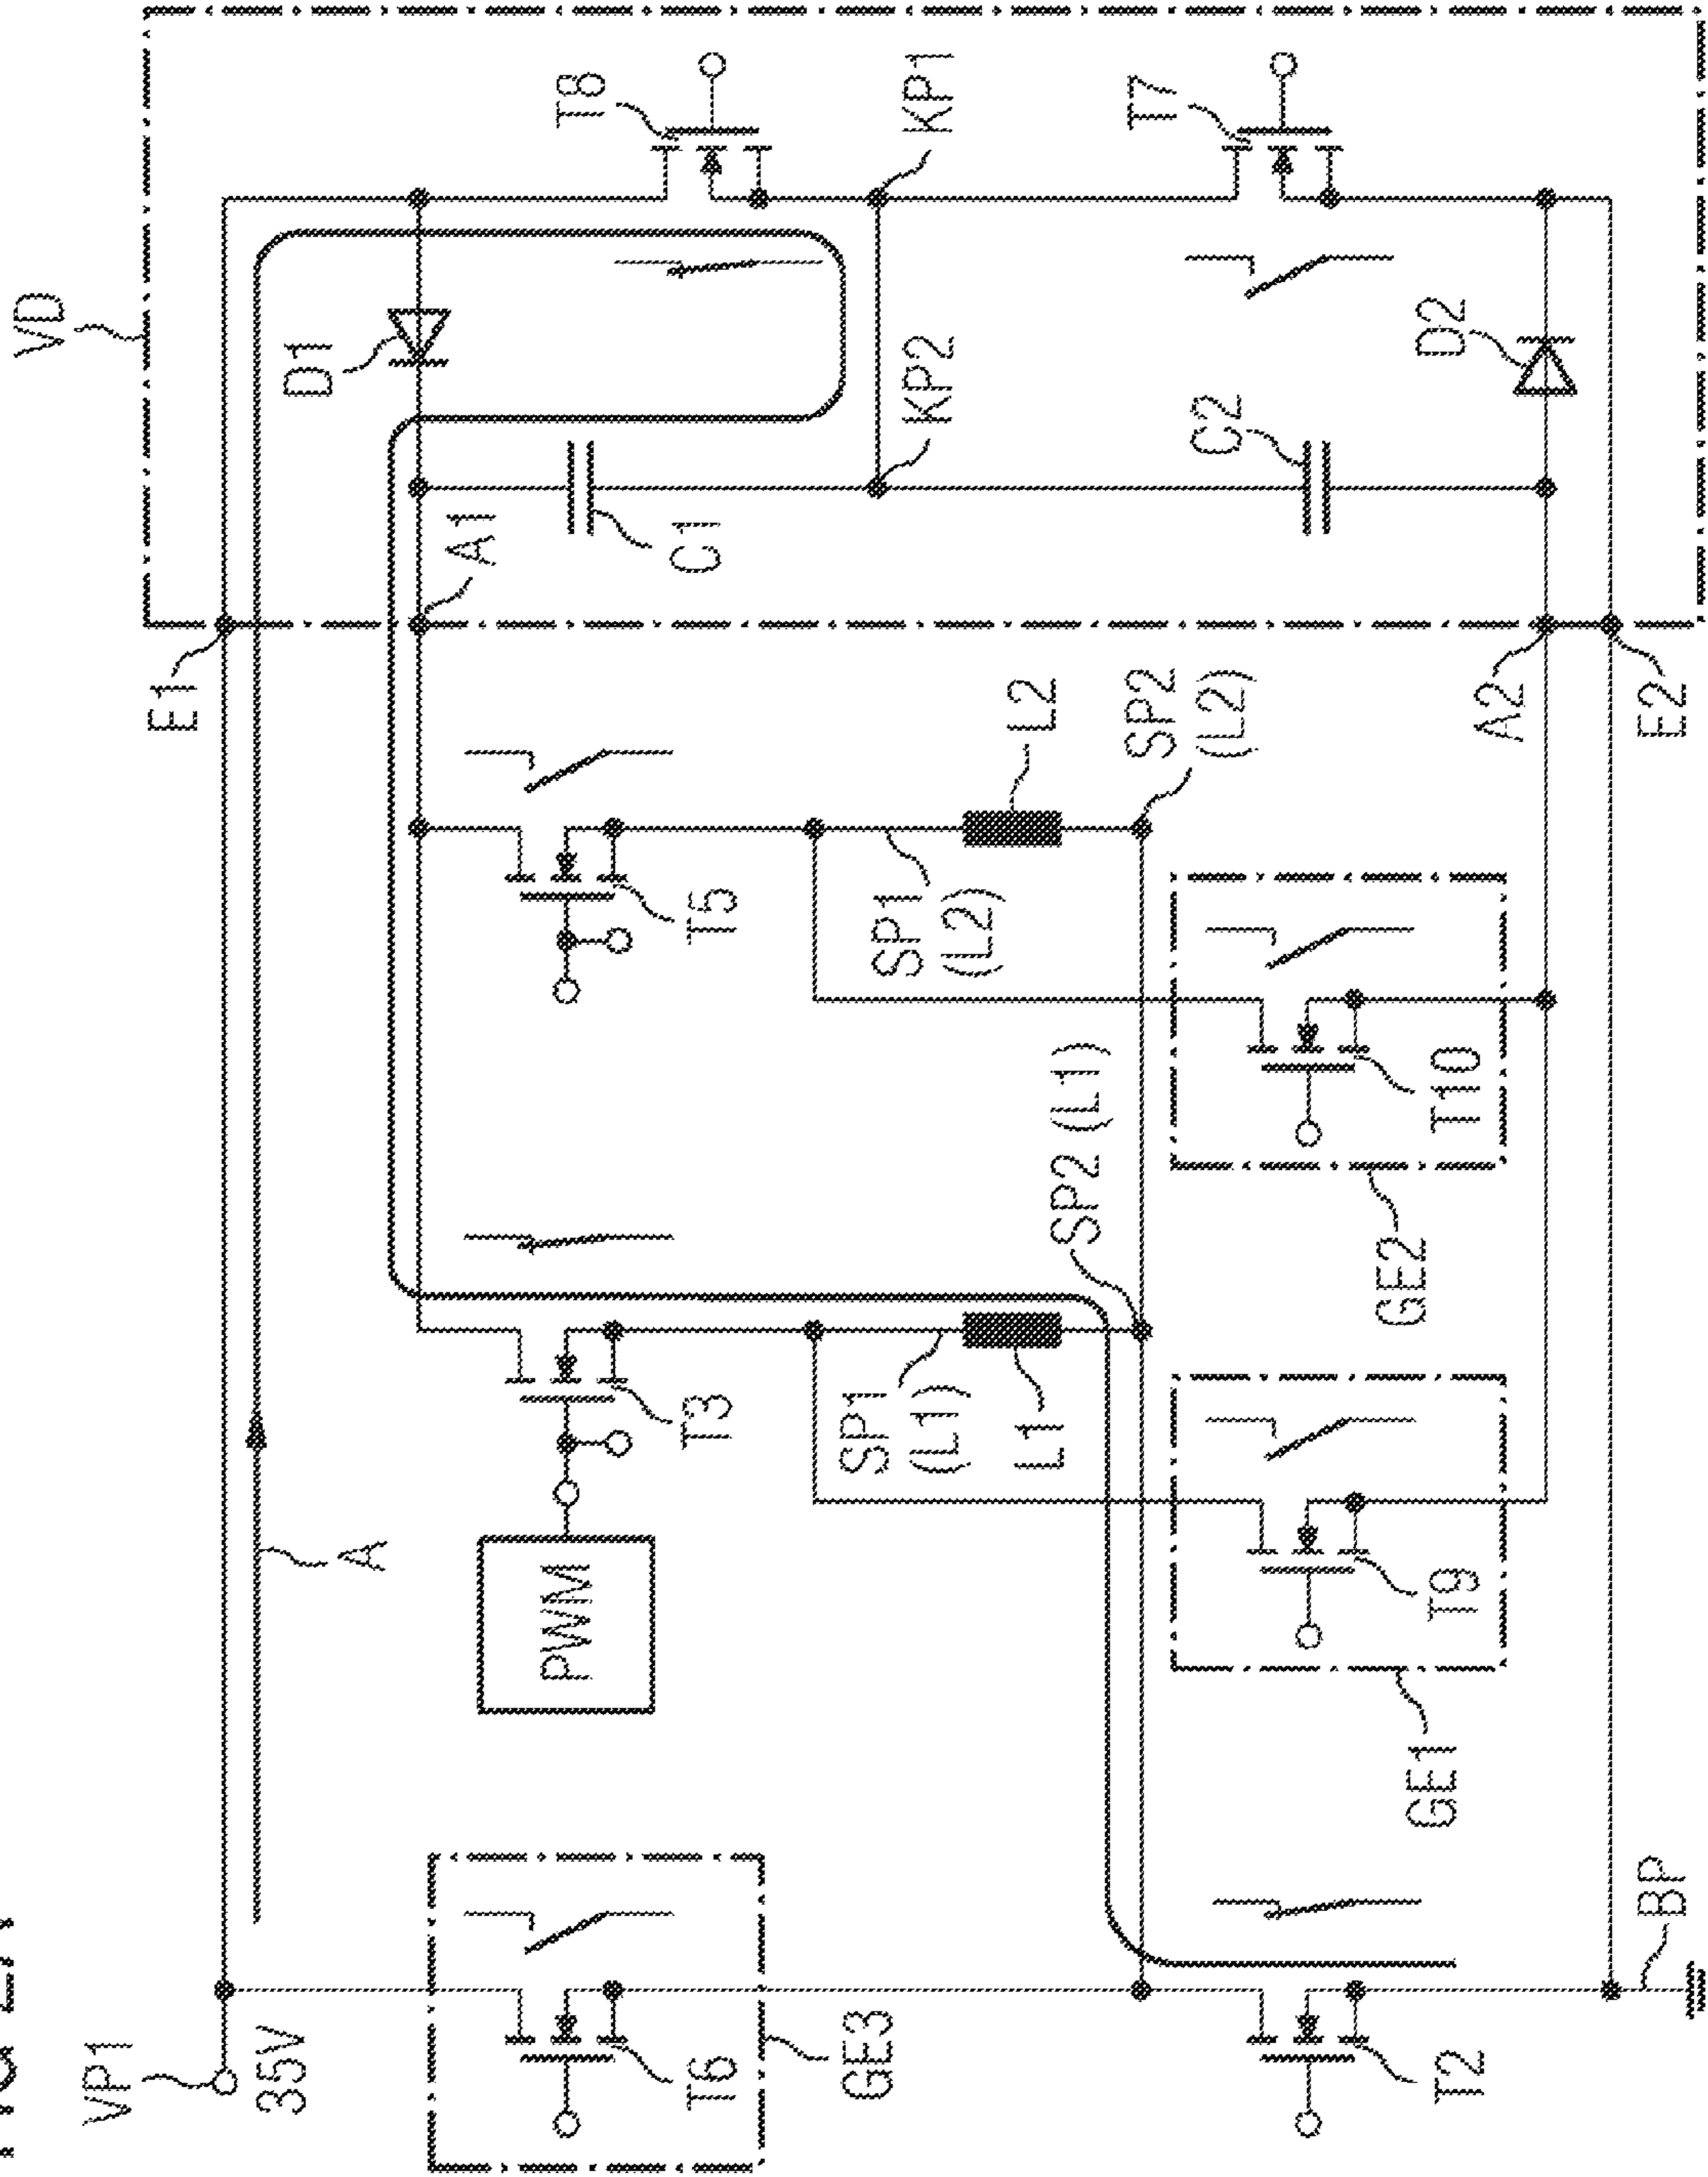 VP1
35V
A
E1
VD
D1
T8
A1
KP1
KP2
C1
T6
GE3
PWM
T3
T5
SP1
(L1)
L1
SP1
(L2)
L2
SP2 (L1)
SP2
(L2)
C2
T7
D2
T2
GE1
T9
GE2
T10
A2
E2
BP